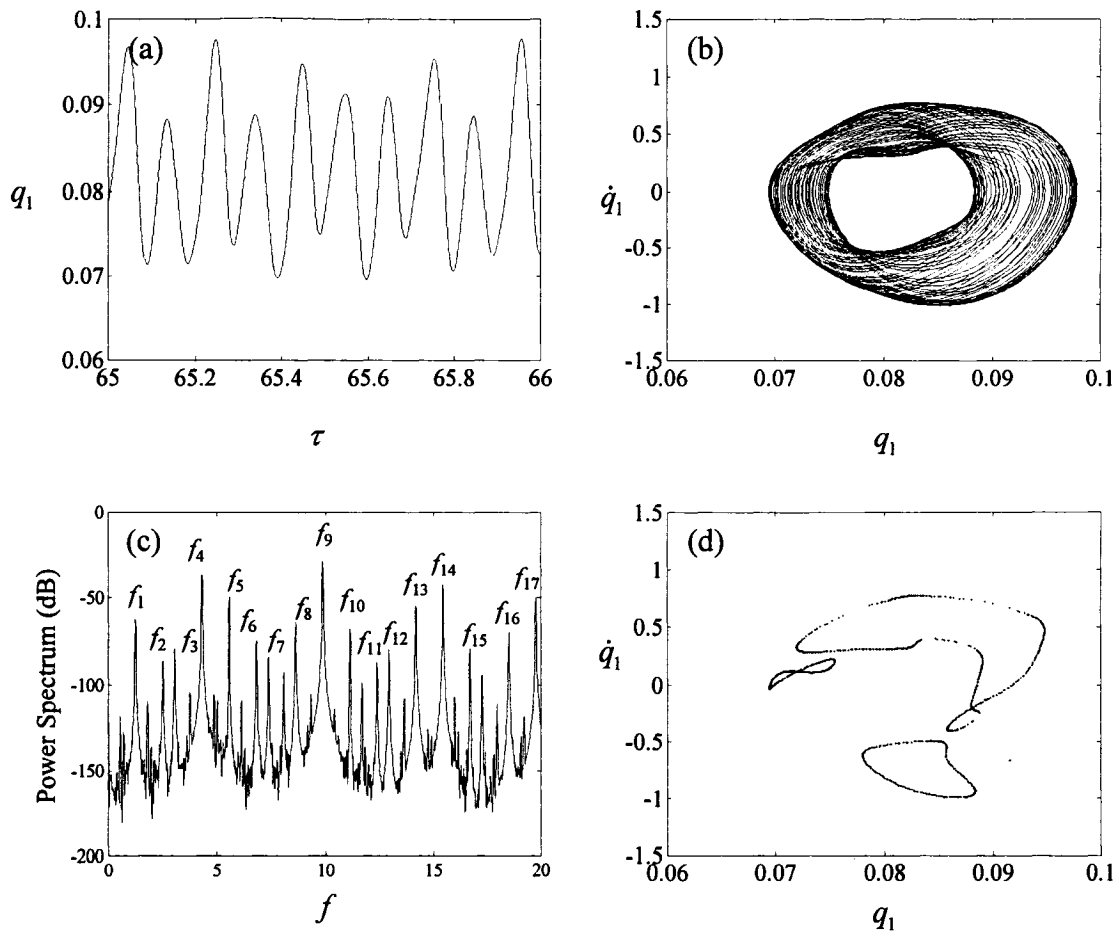 (a)
0.1
0.09
0.08
0.07
0.06
q₁
65
65.2
65.4
65.6
65.8
66
τ
(b)
1.5
1
0.5
0
-0.5
-1
-1.5
q̇₁
0.06
0.07
0.08
0.09
0.1
q₁
(c)
0
-50
-100
-150
-200
Power Spectrum (dB)
f₁
f₂
f₃
f₄
f₅
f₆
f₇
f₈
f₉
f₁₀
f₁₁
f₁₂
f₁₃
f₁₄
f₁₅
f₁₆
f₁₇
0
5
10
15
20
f
(d)
1.5
1
0.5
0
-0.5
-1
-1.5
q̇₁
0.06
0.07
0.08
0.09
0.1
q₁